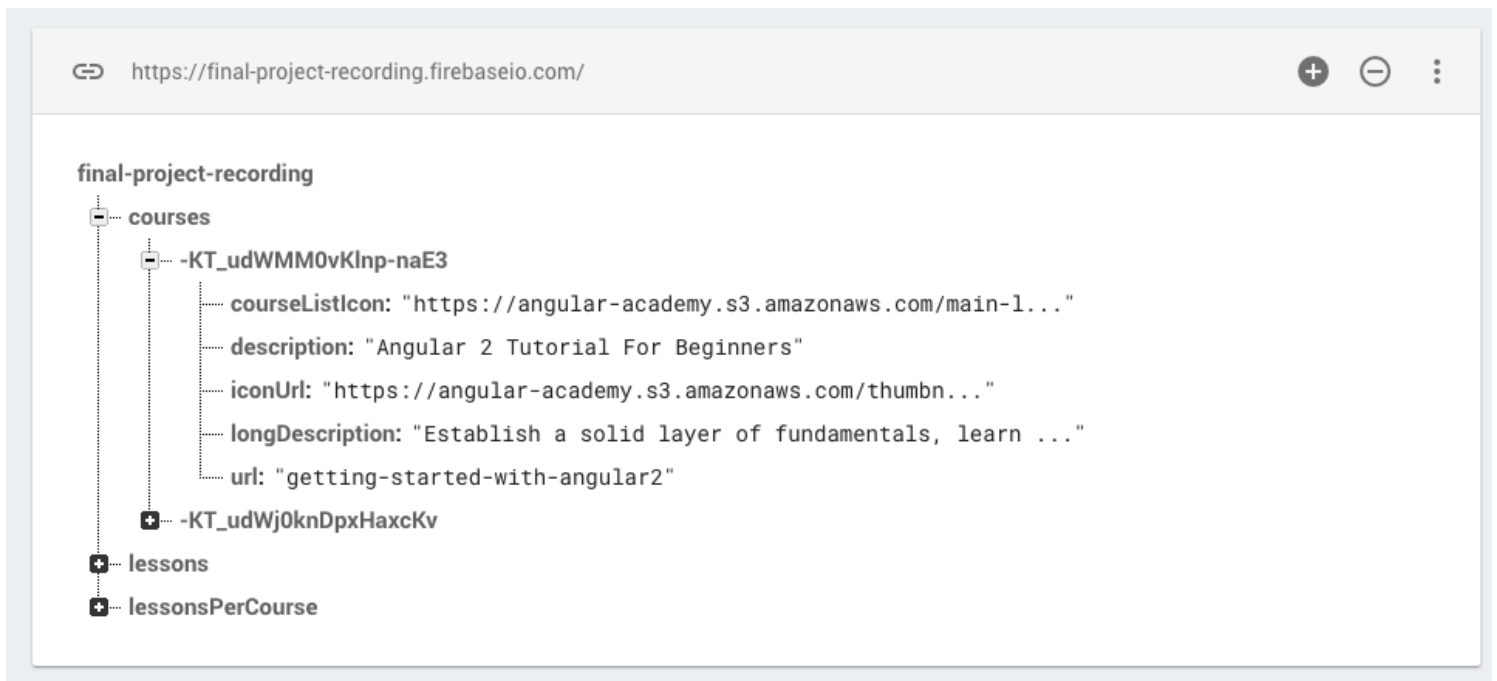 https://final-project-recording.firebaseio.com/
final-project-recording
courses
-KT_udWMM0vKlnp-naE3
courseListIcon: "https://angular-academy.s3.amazonaws.com/main-l..."
description: "Angular 2 Tutorial For Beginners"
iconUrl: "https://angular-academy.s3.amazonaws.com/thumbn..."
longDescription: "Establish a solid layer of fundamentals, learn ..."
url: "getting-started-with-angular2"
-KT_udWj0knDpxHaxcKv
lessons
lessonsPerCourse